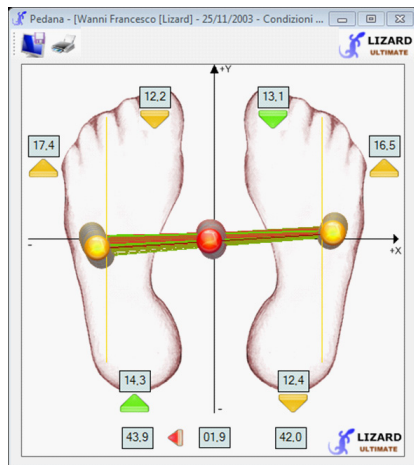 Pedana - [Wanni Francesco [Lizard] - 25/11/2003 - Condizioni ...
LIZARD
ULTIMATE
+Y
12,2
13,1
17,4
16,5
-
+X
14,3
12,4
-
43,9
01,9
42,0
LIZARD
ULTIMATE